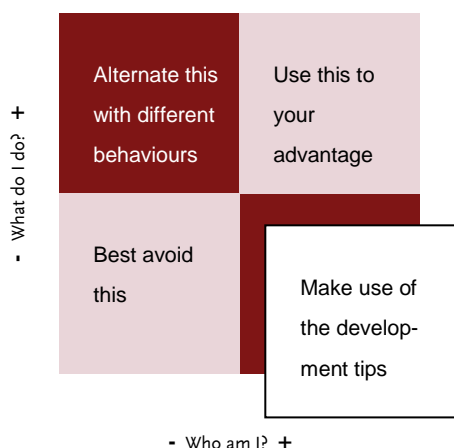 Alternate this
with different
behaviours
Use this to
your
advantage
- What do I do? +
Best avoid
this
Make use of
the develop-
ment tips
- Who am I? +